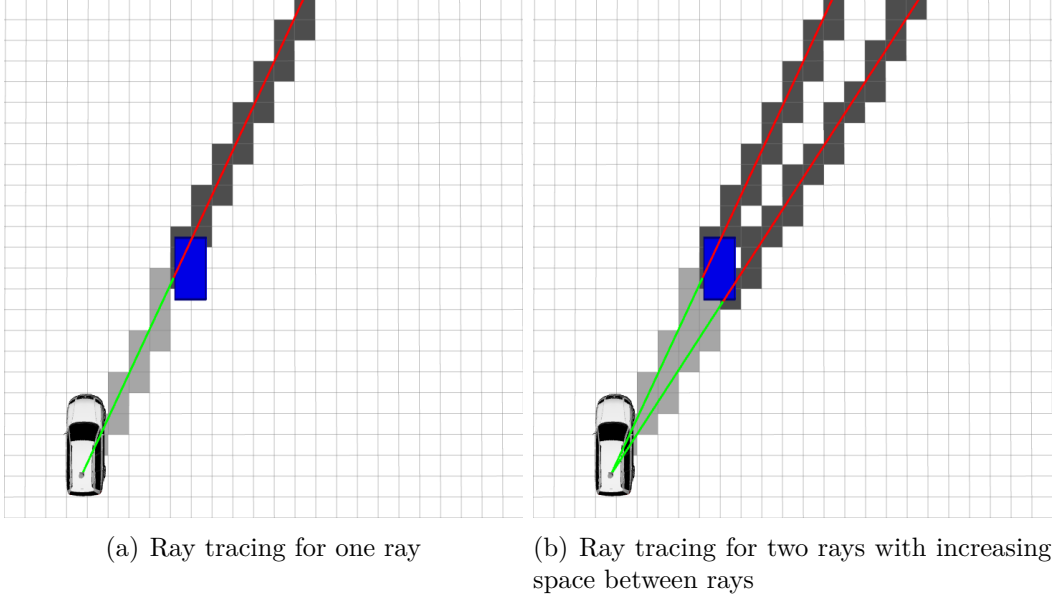 (a) Ray tracing for one ray
(b) Ray tracing for two rays with increasing
space between rays